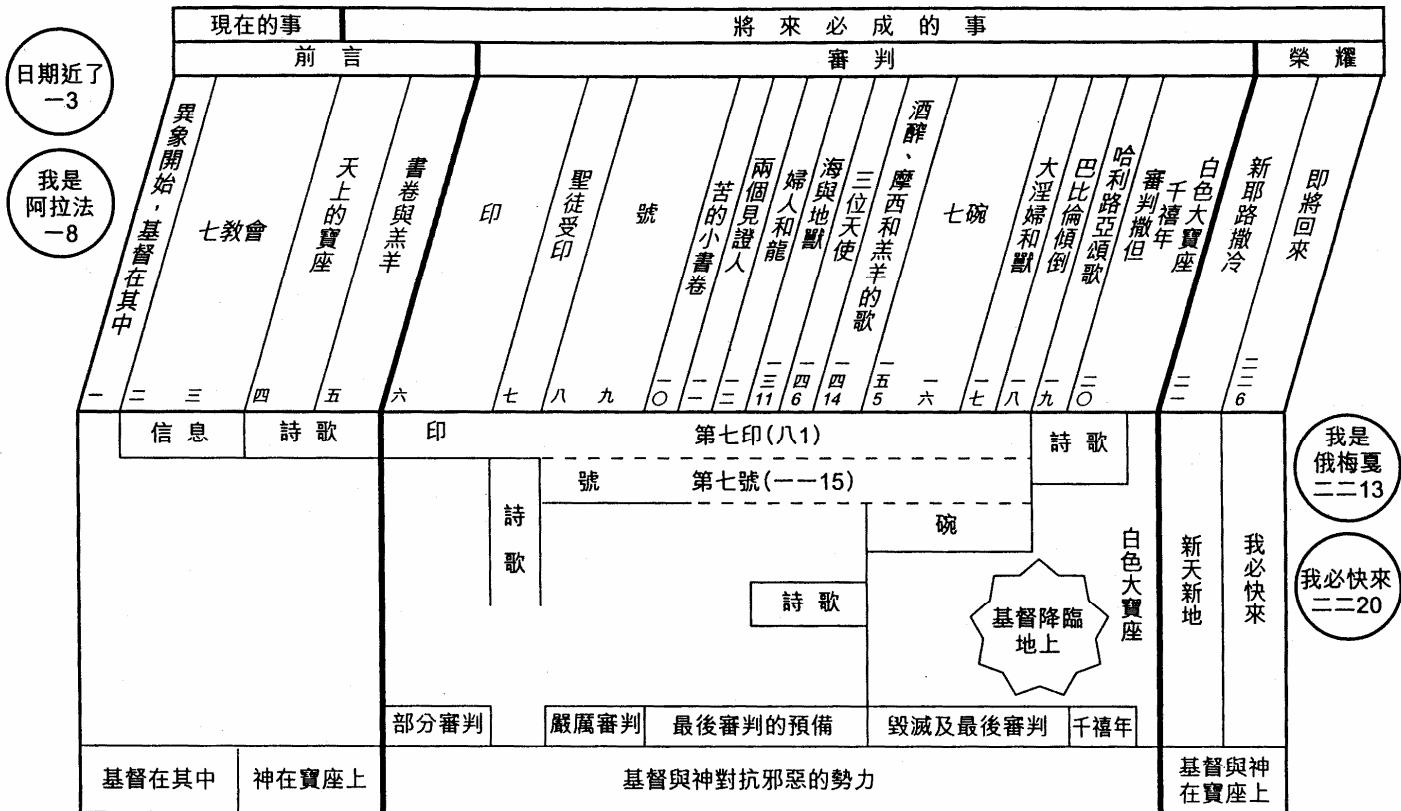 現在的事
將來必成的事
前言
審判
榮耀
日期近了
一3
我是
阿拉法
一8
異象開始，基督在其中
七教會
天上的寶座
書卷與羔羊
印
聖徒受印
號
苦的小書卷
兩個見證人
婦人和龍
海與地獸
三位天使
酒醡、摩西和羔羊的歌
七碗
大淫婦和獸
巴比倫傾倒
哈利路亞頌歌
審判撒但
千禧年
白色大寶座
新耶路撒冷
即將回來
一
二
三
四
五
六
七
八
九
一〇
一一
一二
一三11
一四6
一四14
一五5
一六
一七
一八
一九
二〇
二一
二二6
信息
詩歌
印
第七印(八1)
詩歌
號
第七號(一一15)
詩歌
碗
詩歌
基督降臨
地上
白色大寶座
新天新地
我必快來
我是
俄梅戛
二二13
我必快來
二二20
部分審判
嚴厲審判
最後審判的預備
毀滅及最後審判
千禧年
基督在其中
神在寶座上
基督與神對抗邪惡的勢力
基督與神
在寶座上